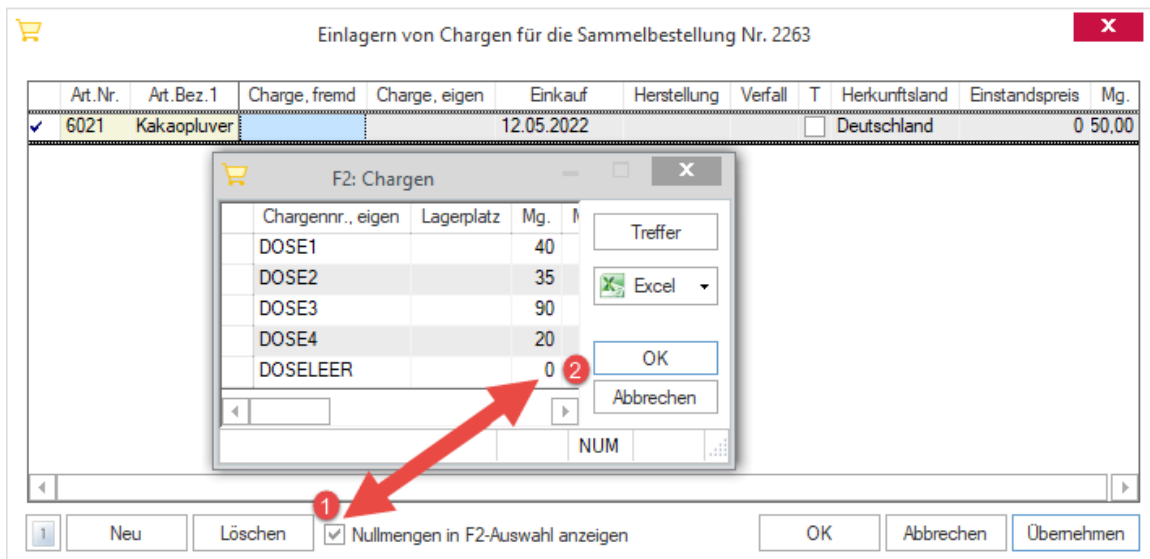 Einlagern von Chargen für die Sammelbestellung Nr. 2263
x
Art.Nr. Art.Bez.1 Charge, fremd Charge, eigen Einkauf Herstellung Verfall T Herkunftsland Einstandspreis Mg.
6021 Kakaopluver 12.05.2022 Deutschland 0 50,00
F2: Chargen
x
Chargennr., eigen Lagerplatz Mg.
DOSE1 40
DOSE2 35
DOSE3 90
DOSE4 20
DOSELEER 0
2
Treffer
Excel
OK
Abbrechen
NUM
1
1 Neu Löschen Nullmengen in F2-Auswahl anzeigen OK Abbrechen Übernehmen